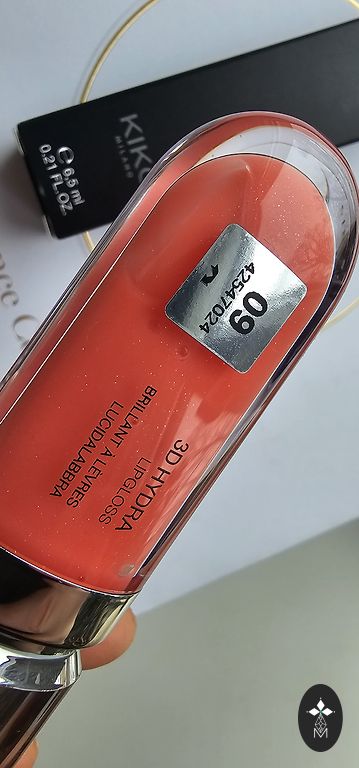 KIKO
MILANO
℮ 6,5 ml
0.21 FL.OZ.
42547024
09
3D HYDRA
LIPGLOSS
BRILLANT À LÈVRES
LUCIDALABBRA
M